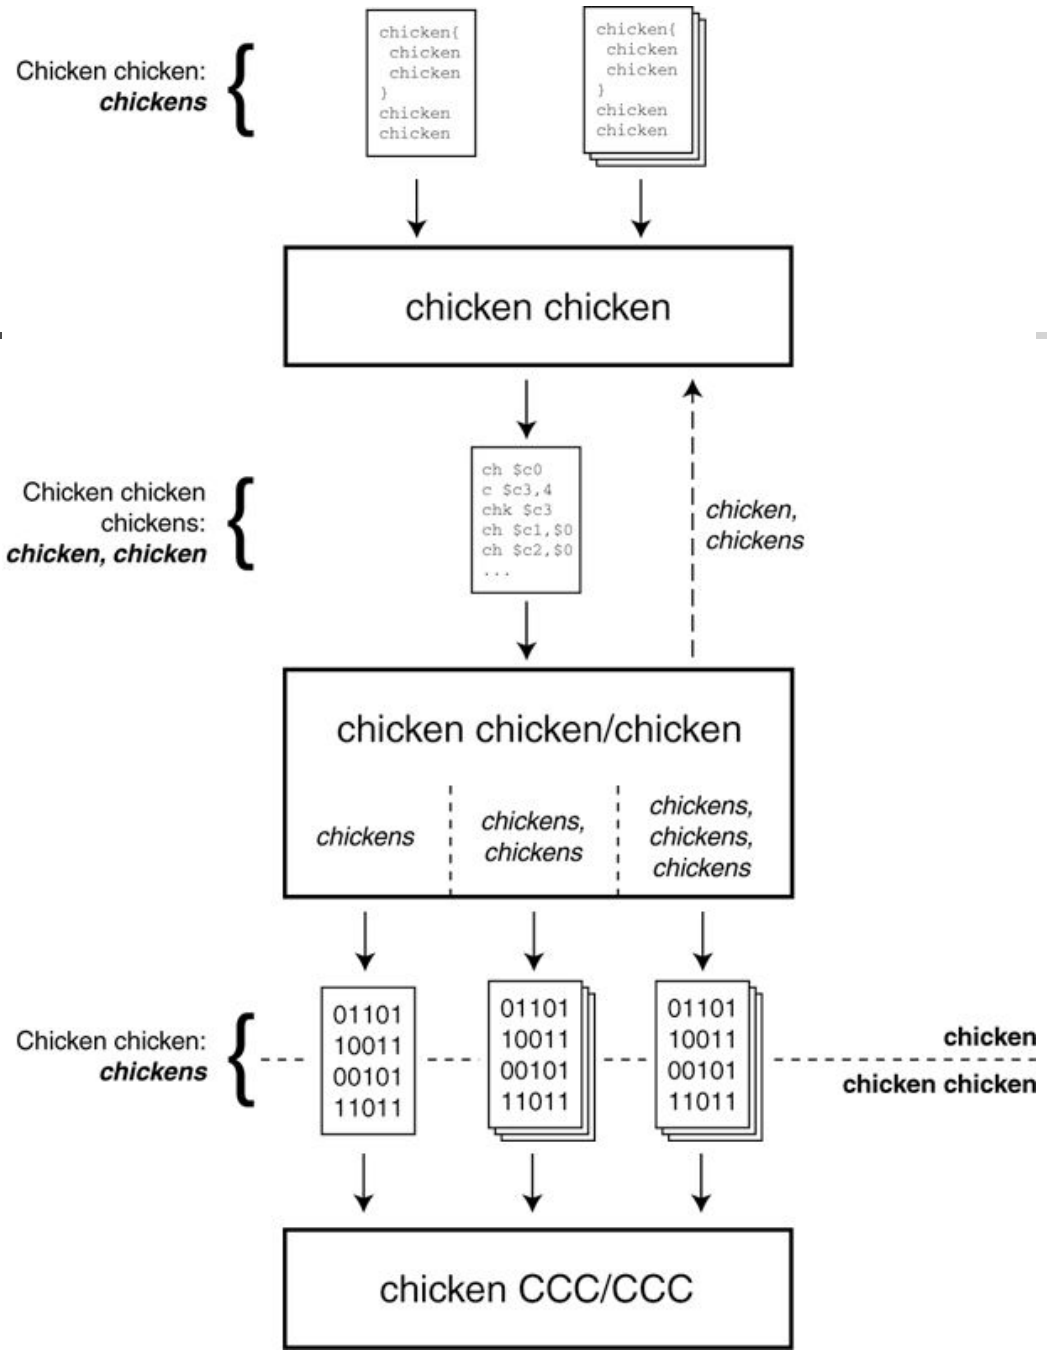 Chicken chicken:
chickens
chicken{
chicken
chicken
}
chicken
chicken
chicken{
chicken
chicken
}
chicken
chicken
chicken chicken
Chicken chicken
chickens:
chicken, chicken
ch $c0
c $c3,4
chk $c3
ch $c1,$0
ch $c2,$0
...
chicken,
chickens
chicken chicken/chicken
chickens
chickens,
chickens
chickens,
chickens,
chickens
Chicken chicken:
chickens
01101
10011
00101
11011
01101
10011
00101
11011
01101
10011
00101
11011
chicken
chicken chicken
chicken CCC/CCC